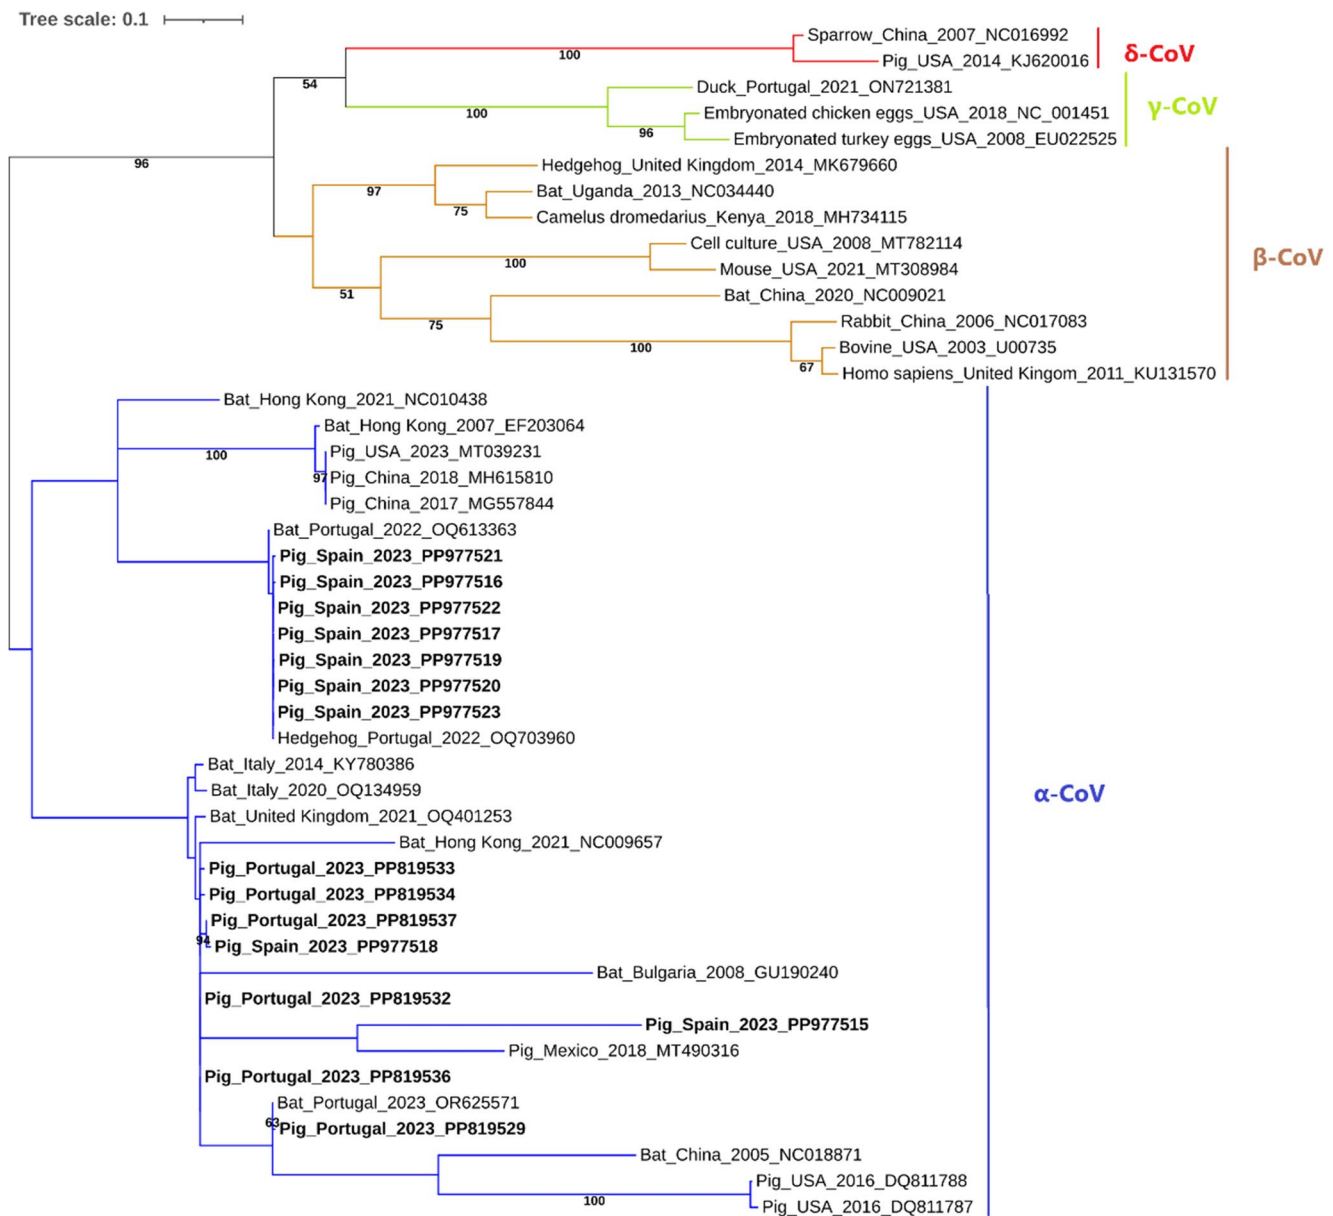 Tree scale: 0.1
Sparrow_China_2007_NC016992
δ-CoV
100
Pig_USA_2014_KJ620016
54
Duck_Portugal_2021_ON721381
γ-CoV
100
Embryonated chicken eggs_USA_2018_NC_001451
96
Embryonated turkey eggs_USA_2008_EU022525
96
Hedgehog_United Kingdom_2014_MK679660
97
Bat_Uganda_2013_NC034440
75
Camelus dromedarius_Kenya_2018_MH734115
Cell culture_USA_2008_MT782114
β-CoV
100
Mouse_USA_2021_MT308984
51
Bat_China_2020_NC009021
75
Rabbit_China_2006_NC017083
100
Bovine_USA_2003_U00735
67
Homo sapiens_United Kingom_2011_KU131570
Bat_Hong Kong_2021_NC010438
Bat_Hong Kong_2007_EF203064
100
Pig_USA_2023_MT039231
97
Pig_China_2018_MH615810
Pig_China_2017_MG557844
Bat_Portugal_2022_OQ613363
Pig_Spain_2023_PP977521
Pig_Spain_2023_PP977516
Pig_Spain_2023_PP977522
Pig_Spain_2023_PP977517
Pig_Spain_2023_PP977519
Pig_Spain_2023_PP977520
Pig_Spain_2023_PP977523
Hedgehog_Portugal_2022_OQ703960
Bat_Italy_2014_KY780386
Bat_Italy_2020_OQ134959
α-CoV
Bat_United Kingdom_2021_OQ401253
Bat_Hong Kong_2021_NC009657
Pig_Portugal_2023_PP819533
Pig_Portugal_2023_PP819534
Pig_Portugal_2023_PP819537
94
Pig_Spain_2023_PP977518
Bat_Bulgaria_2008_GU190240
Pig_Portugal_2023_PP819532
Pig_Spain_2023_PP977515
Pig_Mexico_2018_MT490316
Pig_Portugal_2023_PP819536
Bat_Portugal_2023_OR625571
63
Pig_Portugal_2023_PP819529
Bat_China_2005_NC018871
Pig_USA_2016_DQ811788
100
Pig_USA_2016_DQ811787